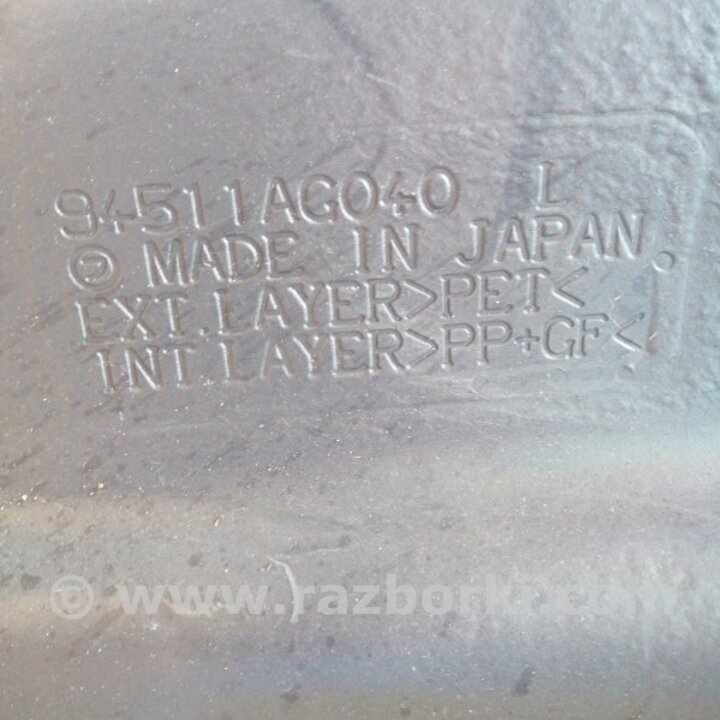 94511AG040 L
⊖ MADE IN JAPAN.
EXT.LAYER>PET<
INT LAYER>PP+GF<
© www.razborki.com